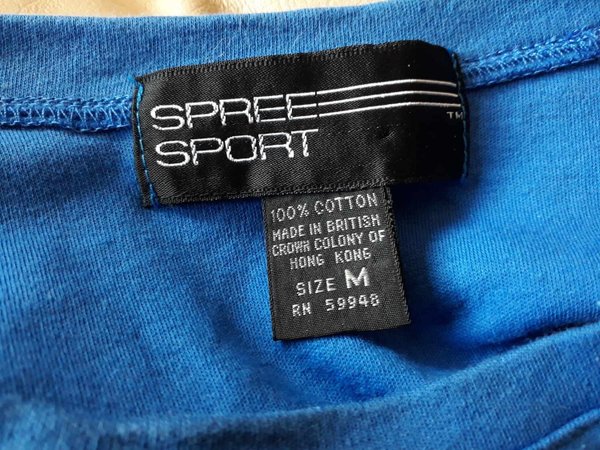 SPREE
SPORT
TM
100% COTTON
MADE IN BRITISH
CROWN COLONY OF
HONG KONG
SIZE M
RN 59948